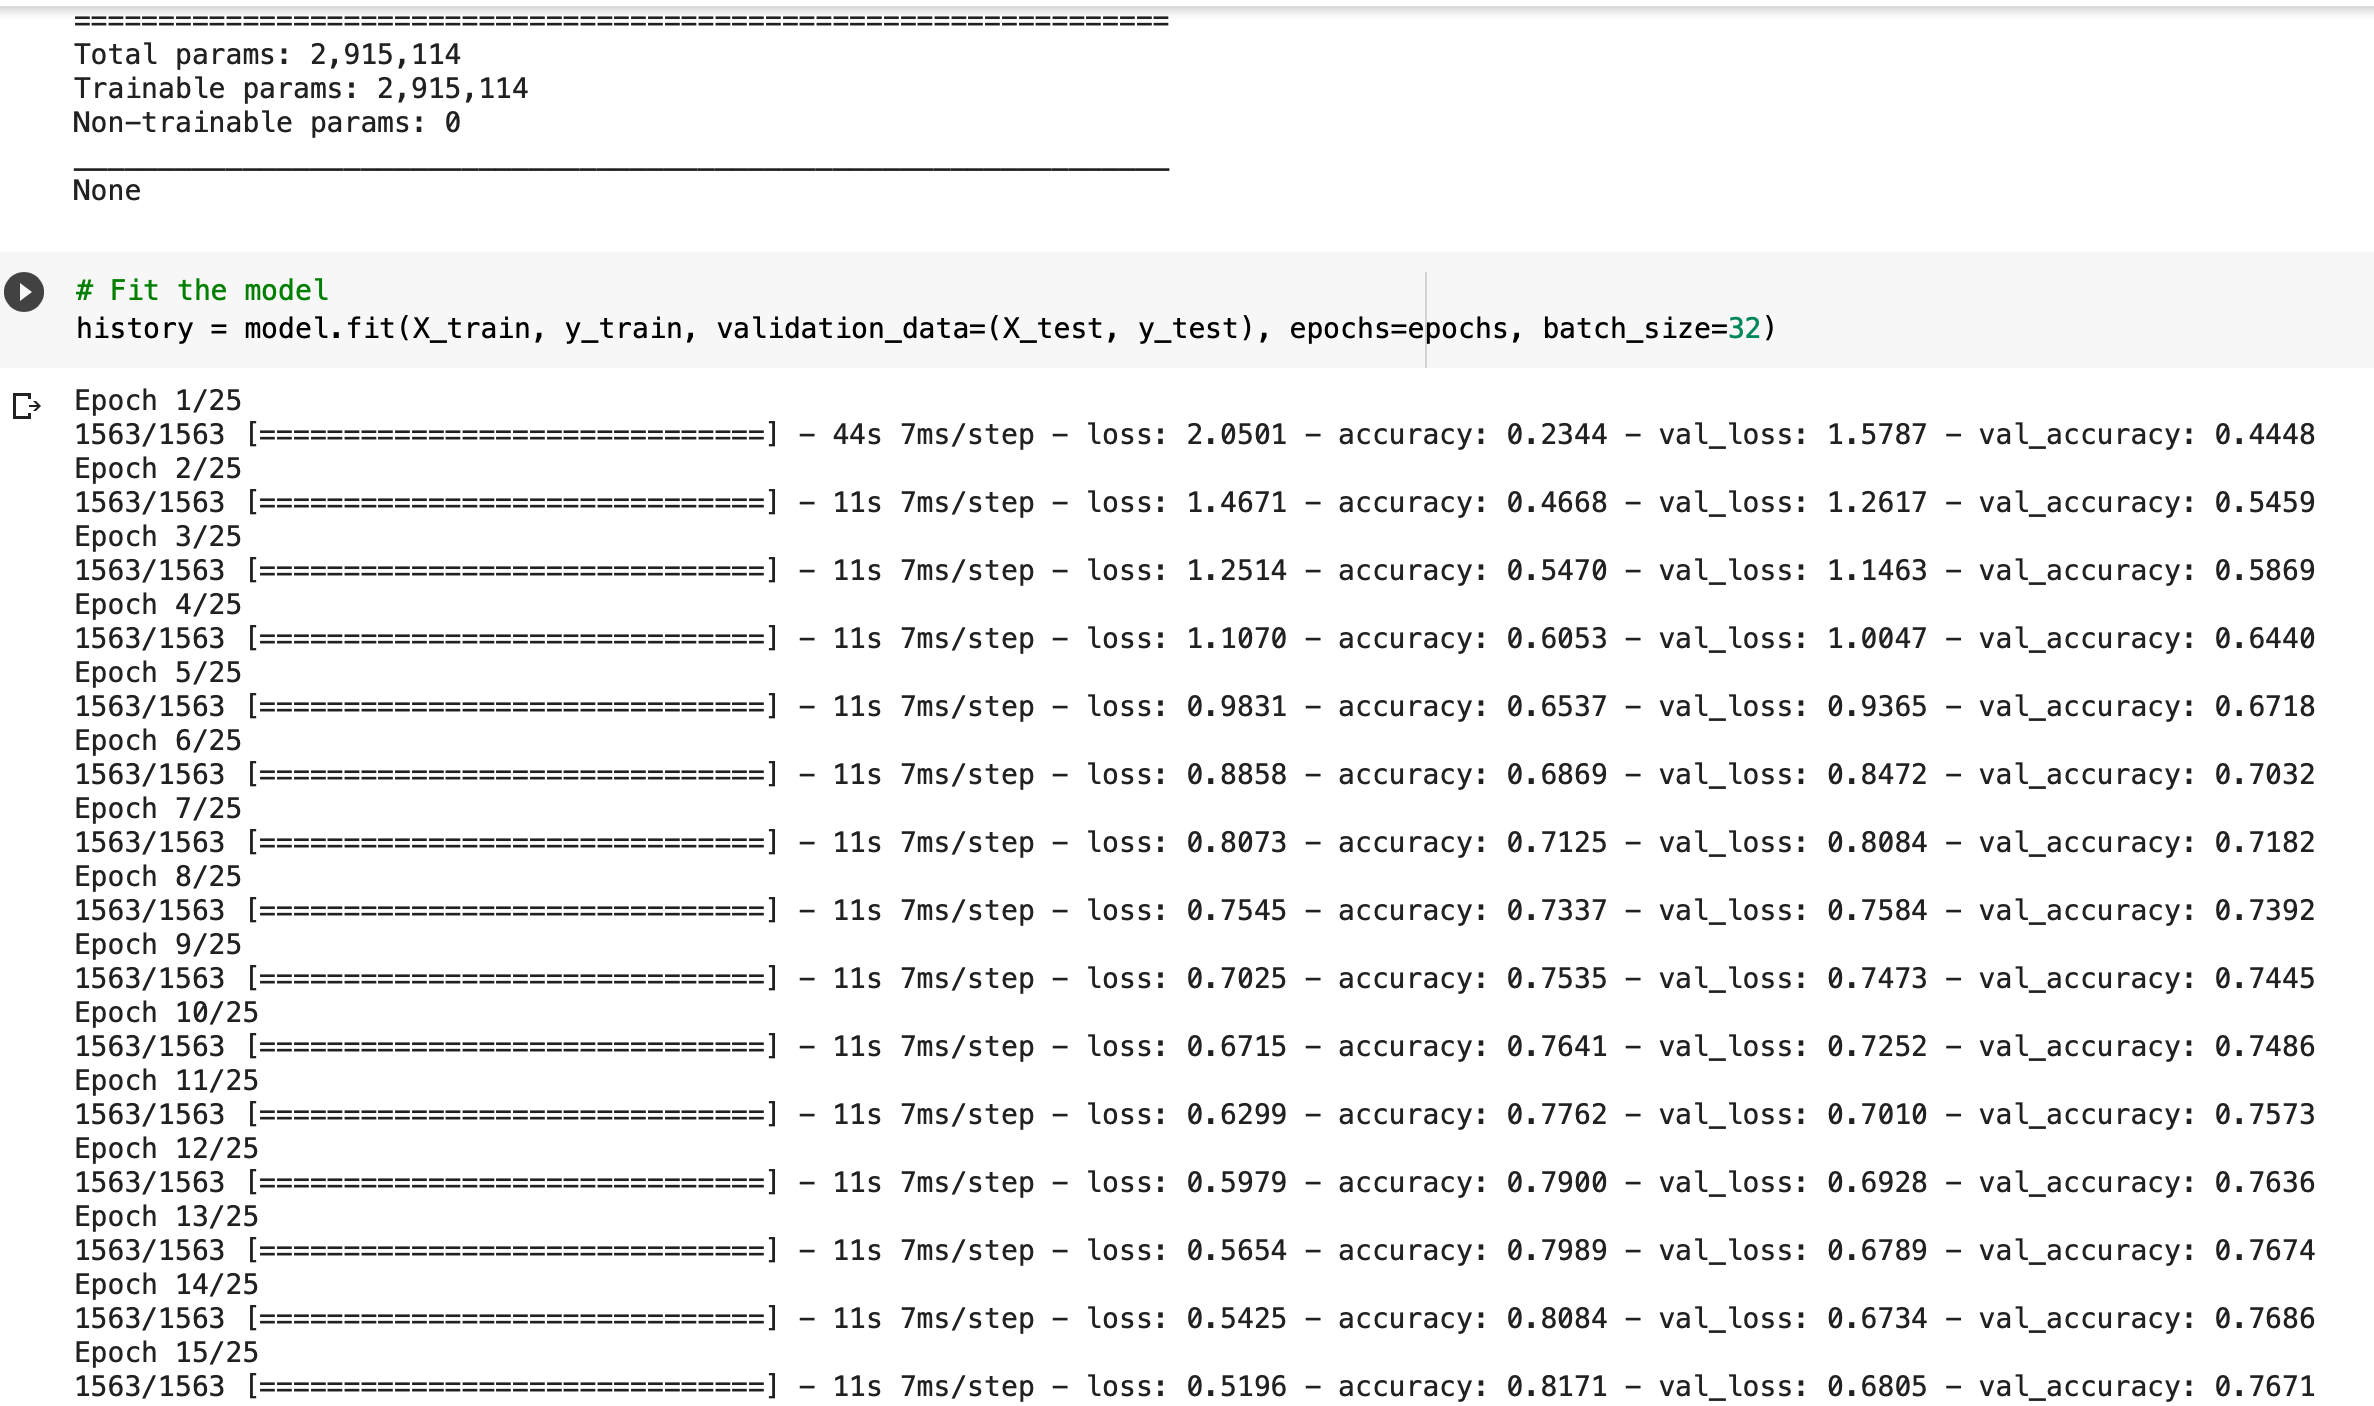 =================================================================
Total params: 2,915,114
Trainable params: 2,915,114
Non-trainable params: 0
_________________________________________________________________
None
# Fit the model
history = model.fit(X_train, y_train, validation_data=(X_test, y_test), epochs=epochs, batch_size=32)
Epoch 1/25
1563/1563 [==============================] - 44s 7ms/step - loss: 2.0501 - accuracy: 0.2344 - val_loss: 1.5787 - val_accuracy: 0.4448
Epoch 2/25
1563/1563 [==============================] - 11s 7ms/step - loss: 1.4671 - accuracy: 0.4668 - val_loss: 1.2617 - val_accuracy: 0.5459
Epoch 3/25
1563/1563 [==============================] - 11s 7ms/step - loss: 1.2514 - accuracy: 0.5470 - val_loss: 1.1463 - val_accuracy: 0.5869
Epoch 4/25
1563/1563 [==============================] - 11s 7ms/step - loss: 1.1070 - accuracy: 0.6053 - val_loss: 1.0047 - val_accuracy: 0.6440
Epoch 5/25
1563/1563 [==============================] - 11s 7ms/step - loss: 0.9831 - accuracy: 0.6537 - val_loss: 0.9365 - val_accuracy: 0.6718
Epoch 6/25
1563/1563 [==============================] - 11s 7ms/step - loss: 0.8858 - accuracy: 0.6869 - val_loss: 0.8472 - val_accuracy: 0.7032
Epoch 7/25
1563/1563 [==============================] - 11s 7ms/step - loss: 0.8073 - accuracy: 0.7125 - val_loss: 0.8084 - val_accuracy: 0.7182
Epoch 8/25
1563/1563 [==============================] - 11s 7ms/step - loss: 0.7545 - accuracy: 0.7337 - val_loss: 0.7584 - val_accuracy: 0.7392
Epoch 9/25
1563/1563 [==============================] - 11s 7ms/step - loss: 0.7025 - accuracy: 0.7535 - val_loss: 0.7473 - val_accuracy: 0.7445
Epoch 10/25
1563/1563 [==============================] - 11s 7ms/step - loss: 0.6715 - accuracy: 0.7641 - val_loss: 0.7252 - val_accuracy: 0.7486
Epoch 11/25
1563/1563 [==============================] - 11s 7ms/step - loss: 0.6299 - accuracy: 0.7762 - val_loss: 0.7010 - val_accuracy: 0.7573
Epoch 12/25
1563/1563 [==============================] - 11s 7ms/step - loss: 0.5979 - accuracy: 0.7900 - val_loss: 0.6928 - val_accuracy: 0.7636
Epoch 13/25
1563/1563 [==============================] - 11s 7ms/step - loss: 0.5654 - accuracy: 0.7989 - val_loss: 0.6789 - val_accuracy: 0.7674
Epoch 14/25
1563/1563 [==============================] - 11s 7ms/step - loss: 0.5425 - accuracy: 0.8084 - val_loss: 0.6734 - val_accuracy: 0.7686
Epoch 15/25
1563/1563 [==============================] - 11s 7ms/step - loss: 0.5196 - accuracy: 0.8171 - val_loss: 0.6805 - val_accuracy: 0.7671